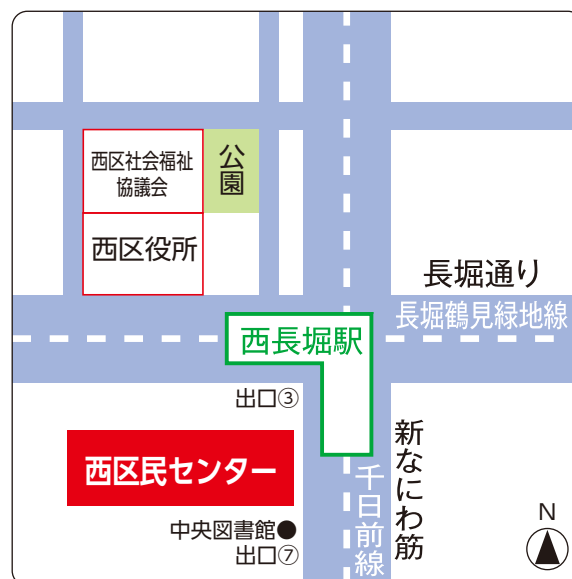 西区社会福祉
協議会
公園
西区役所
長堀通り
長堀鶴見緑地線
西長堀駅
出口③
西区民センター
新なにわ筋
千日前線
中央図書館●
出口⑦
N